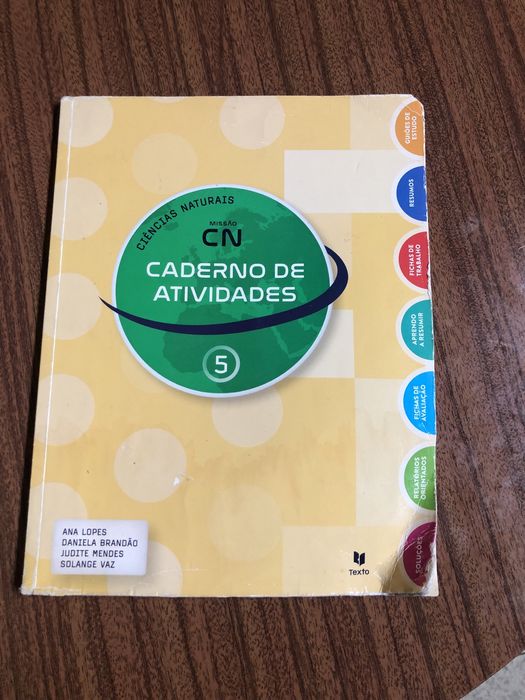 CIÊNCIAS NATURAIS
MISSÃO
CN
CADERNO DE
ATIVIDADES
5
GUIÕES DE
ESTUDO
RESUMOS
FICHAS DE
TRABALHO
APRENDO
A RESUMIR
FICHAS DE
AVALIAÇÃO
RELATÓRIOS
ORIENTADOS
SOLUÇÕES
ANA LOPES
DANIELA BRANDÃO
JUDITE MENDES
SOLANGE VAZ
Texto